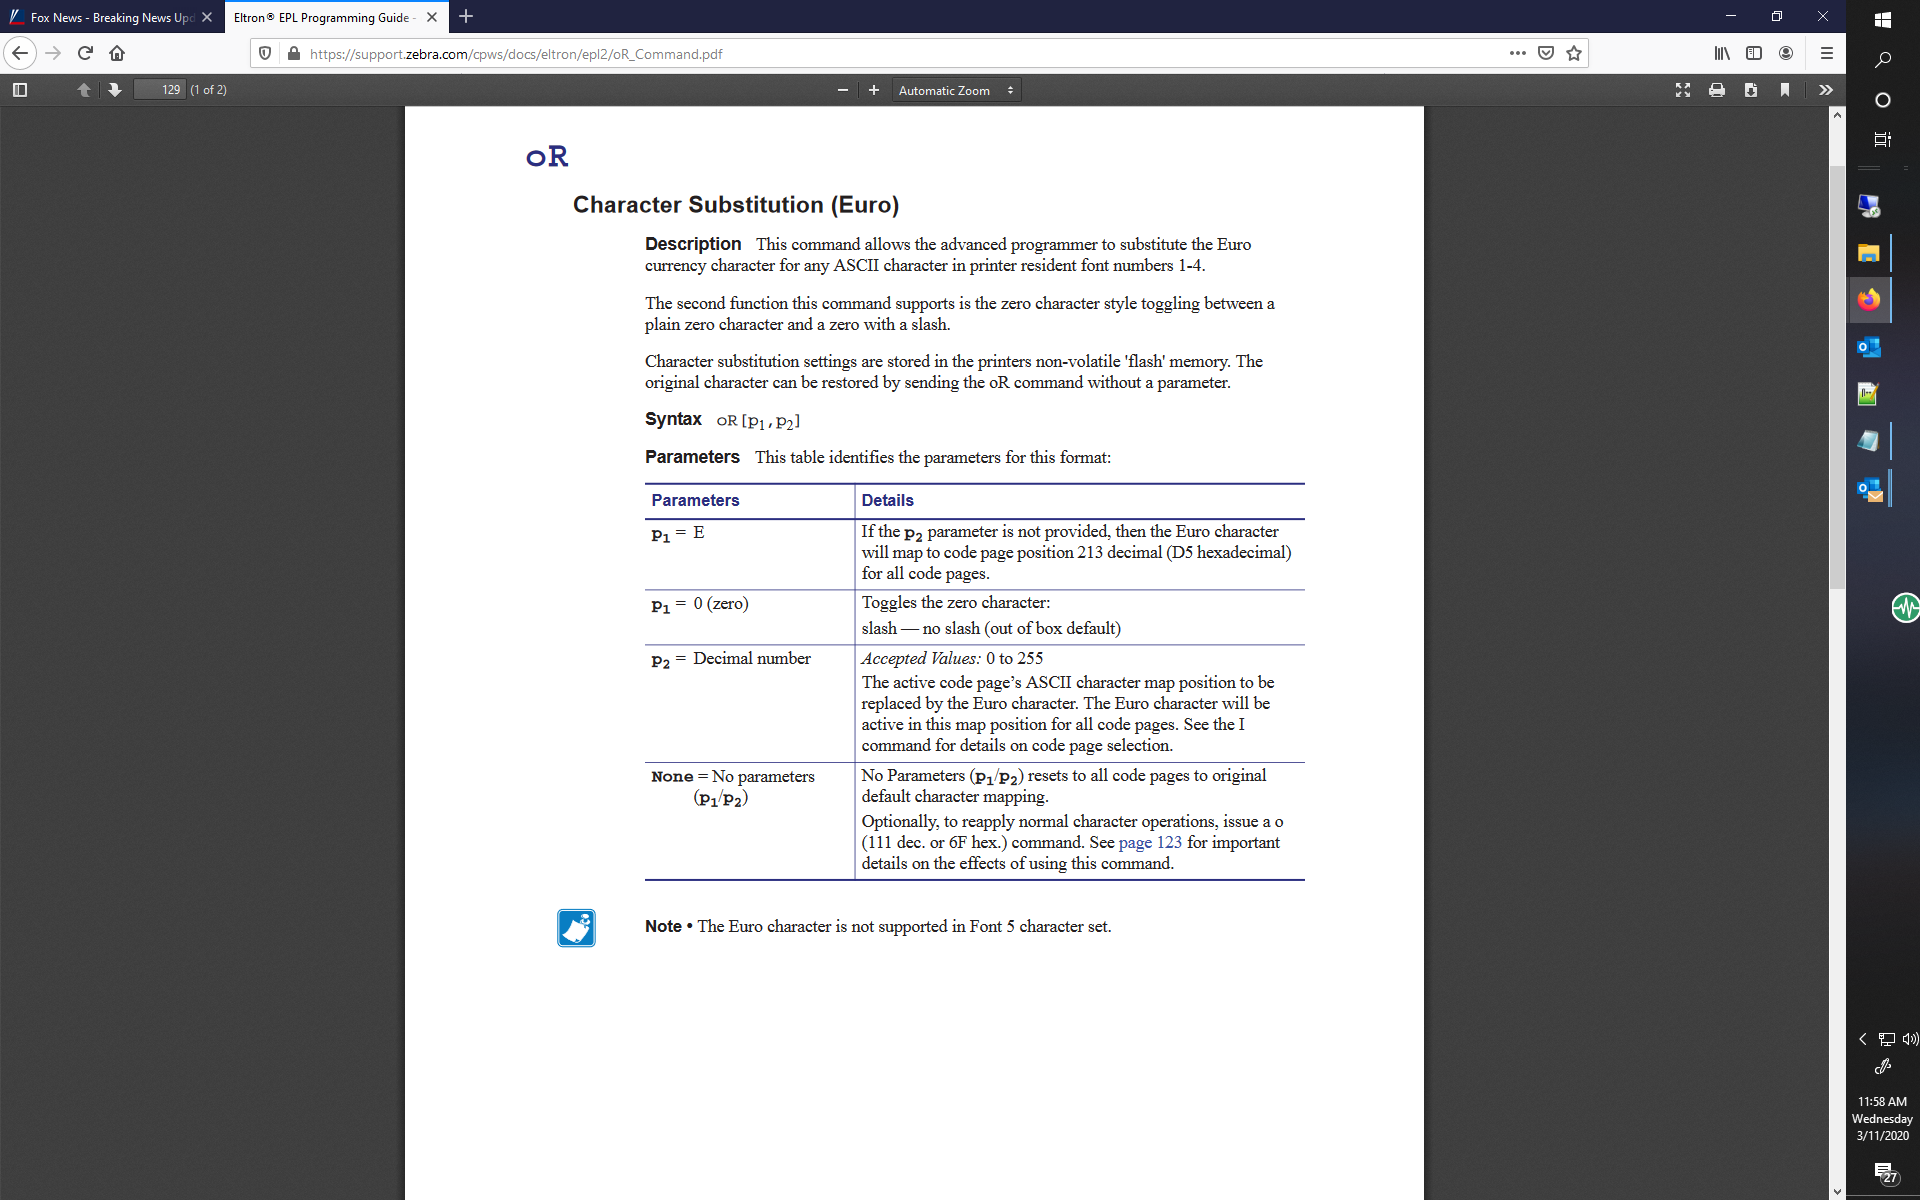 Fox News - Breaking News Upd
Eltron® EPL Programming Guide -
https://support.zebra.com/cpws/docs/eltron/epl2/oR_Command.pdf
129 (1 of 2)
Automatic Zoom
oR
Character Substitution (Euro)
Description This command allows the advanced programmer to substitute the Euro
currency character for any ASCII character in printer resident font numbers 1-4.
The second function this command supports is the zero character style toggling between a
plain zero character and a zero with a slash.
Character substitution settings are stored in the printers non-volatile 'flash' memory. The
original character can be restored by sending the oR command without a parameter.
Syntax oR[p1,p2]
Parameters This table identifies the parameters for this format:
Parameters Details
p1 = E If the p2 parameter is not provided, then the Euro character
will map to code page position 213 decimal (D5 hexadecimal)
for all code pages.
p1 = 0 (zero) Toggles the zero character:
slash — no slash (out of box default)
p2 = Decimal number Accepted Values: 0 to 255
The active code page’s ASCII character map position to be
replaced by the Euro character. The Euro character will be
active in this map position for all code pages. See the I
command for details on code page selection.
None = No parameters No Parameters (p1/p2) resets to all code pages to original
(p1/p2) default character mapping.
Optionally, to reapply normal character operations, issue a o
(111 dec. or 6F hex.) command. See page 123 for important
details on the effects of using this command.
Note • The Euro character is not supported in Font 5 character set.
11:58 AM
Wednesday
3/11/2020
27